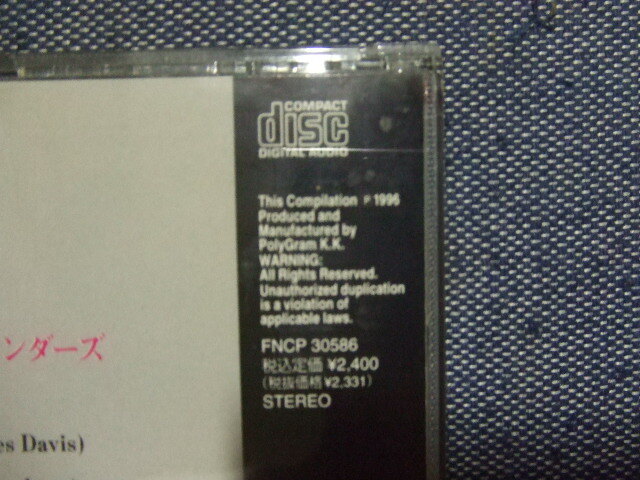 COMPACT
disc
DIGITAL AUDIO
This Compilation ℗ 1996
Produced and
Manufactured by
PolyGram K.K.
WARNING:
All Rights Reserved.
Unauthorized duplication
is a violation of
applicable laws.
ンダーズ
FNCP 30586
税込定価 ¥2,400
(税抜価格 ¥2,331)
STEREO
es Davis)